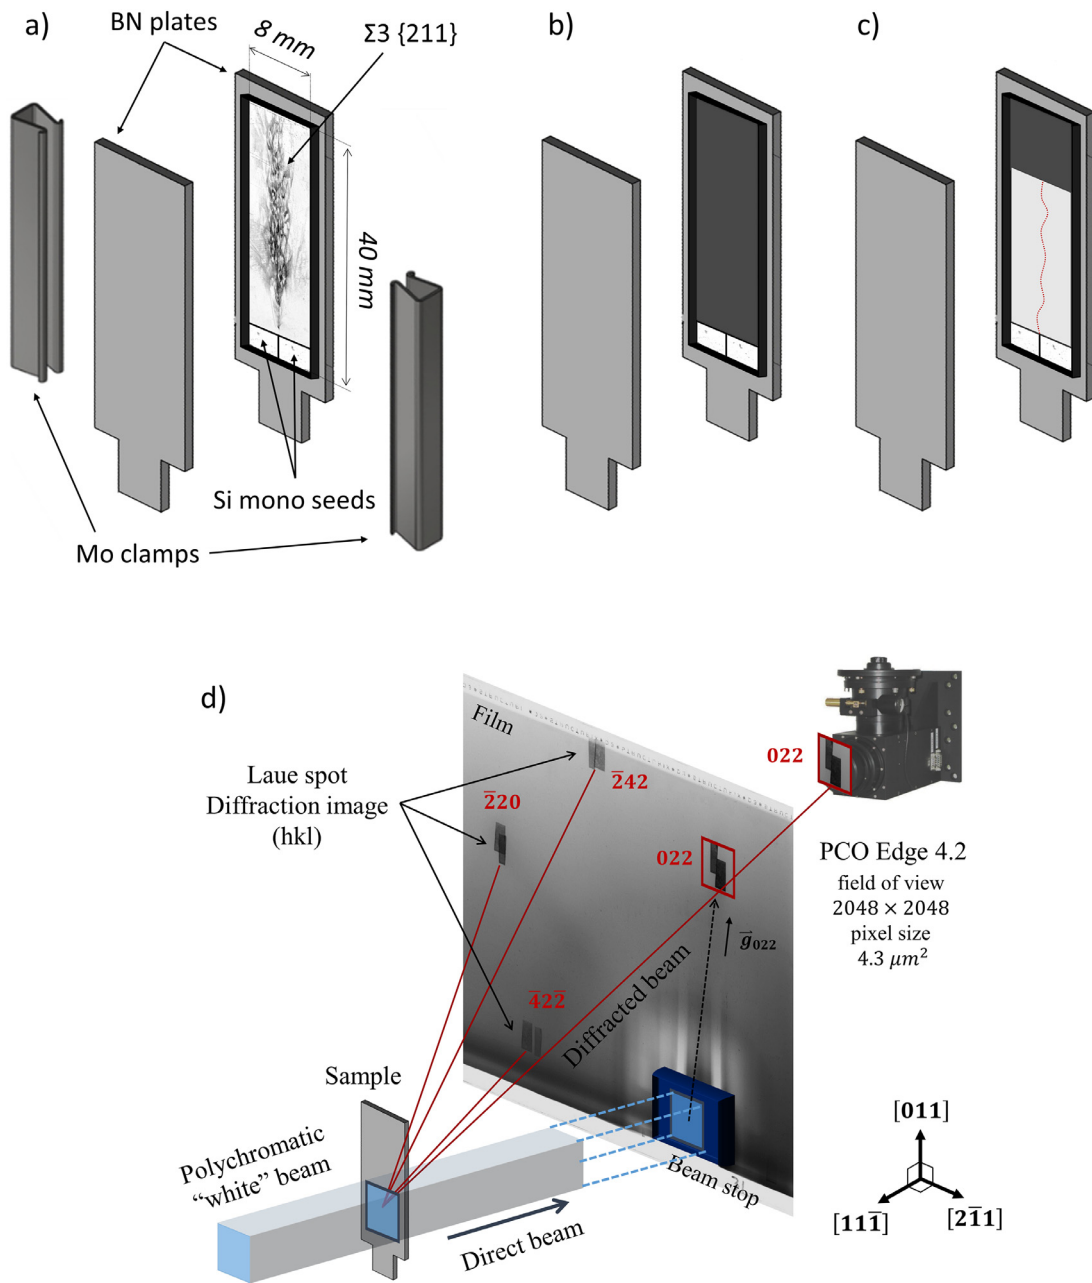 a)
BN plates
8 mm
Σ3 {211}
b)
c)
40 mm
Si mono seeds
Mo clamps
d)
Film
Laue spot
Diffraction image
(hkl)
2̅20
2̅42
022
022
PCO Edge 4.2
field of view
2048 × 2048
pixel size
4.3 μm²
g⃗₀₂₂
4̅22̅
Diffracted beam
Sample
Polychromatic
“white” beam
Direct beam
Beam stop
[011]
[111̅]
[21̅1]